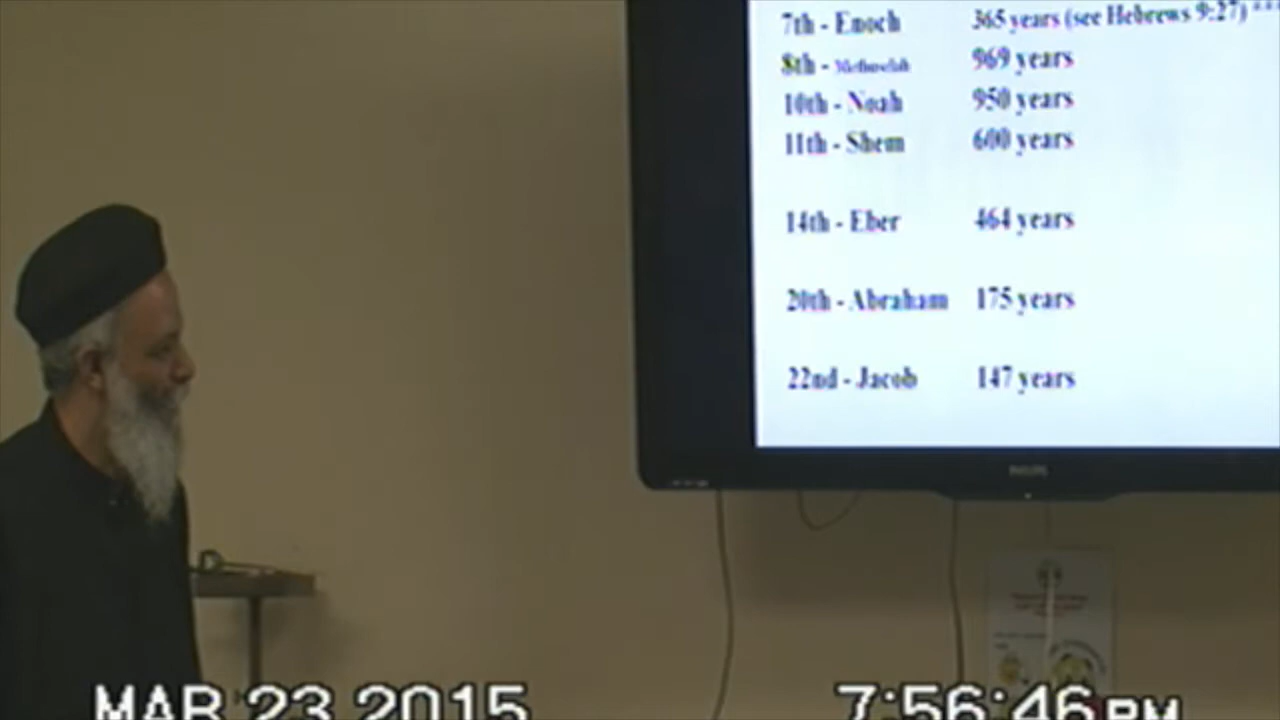 7th - Enoch 365 years (see Hebrews 9:27) ***
8th - Methuselah 969 years
10th - Noah 950 years
11th - Shem 600 years
14th - Eber 464 years
20th - Abraham 175 years
22nd - Jacob 147 years
PHILIPS
MAR 23 2015 7:56:46 PM